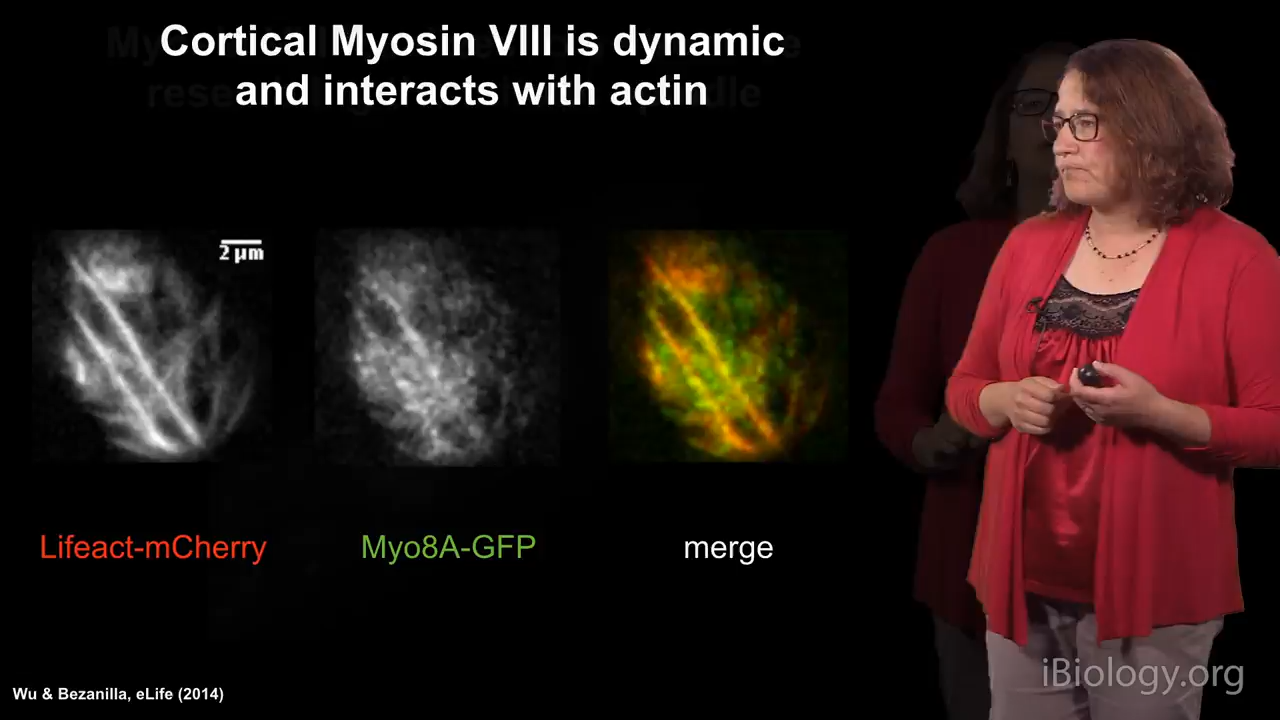 Cortical Myosin VIII is dynamic
and interacts with actin
2 μm
Lifeact-mCherry
Myo8A-GFP
merge
Wu & Bezanilla, eLife (2014)
iBiology.org